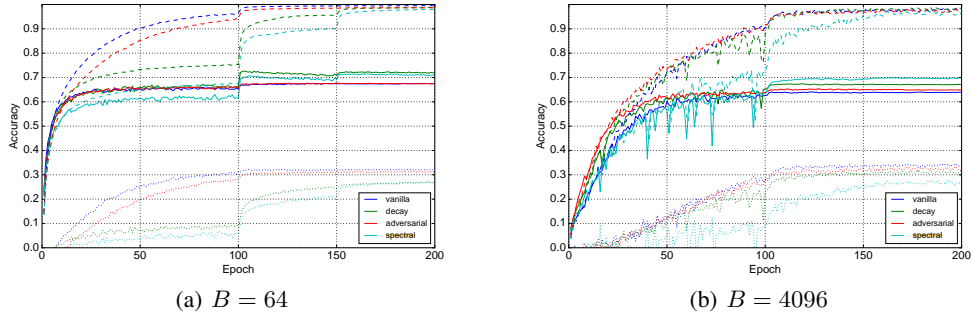 0.9
0.8
0.7
0.6
0.5
0.4
0.3
0.2
0.1
0.0
0 50 100 150 200
Accuracy
Epoch
vanilla
decay
adversarial
spectral
(a) B = 64
0.9
0.8
0.7
0.6
0.5
0.4
0.3
0.2
0.1
0.0
0 50 100 150 200
Accuracy
Epoch
vanilla
decay
adversarial
spectral
(b) B = 4096